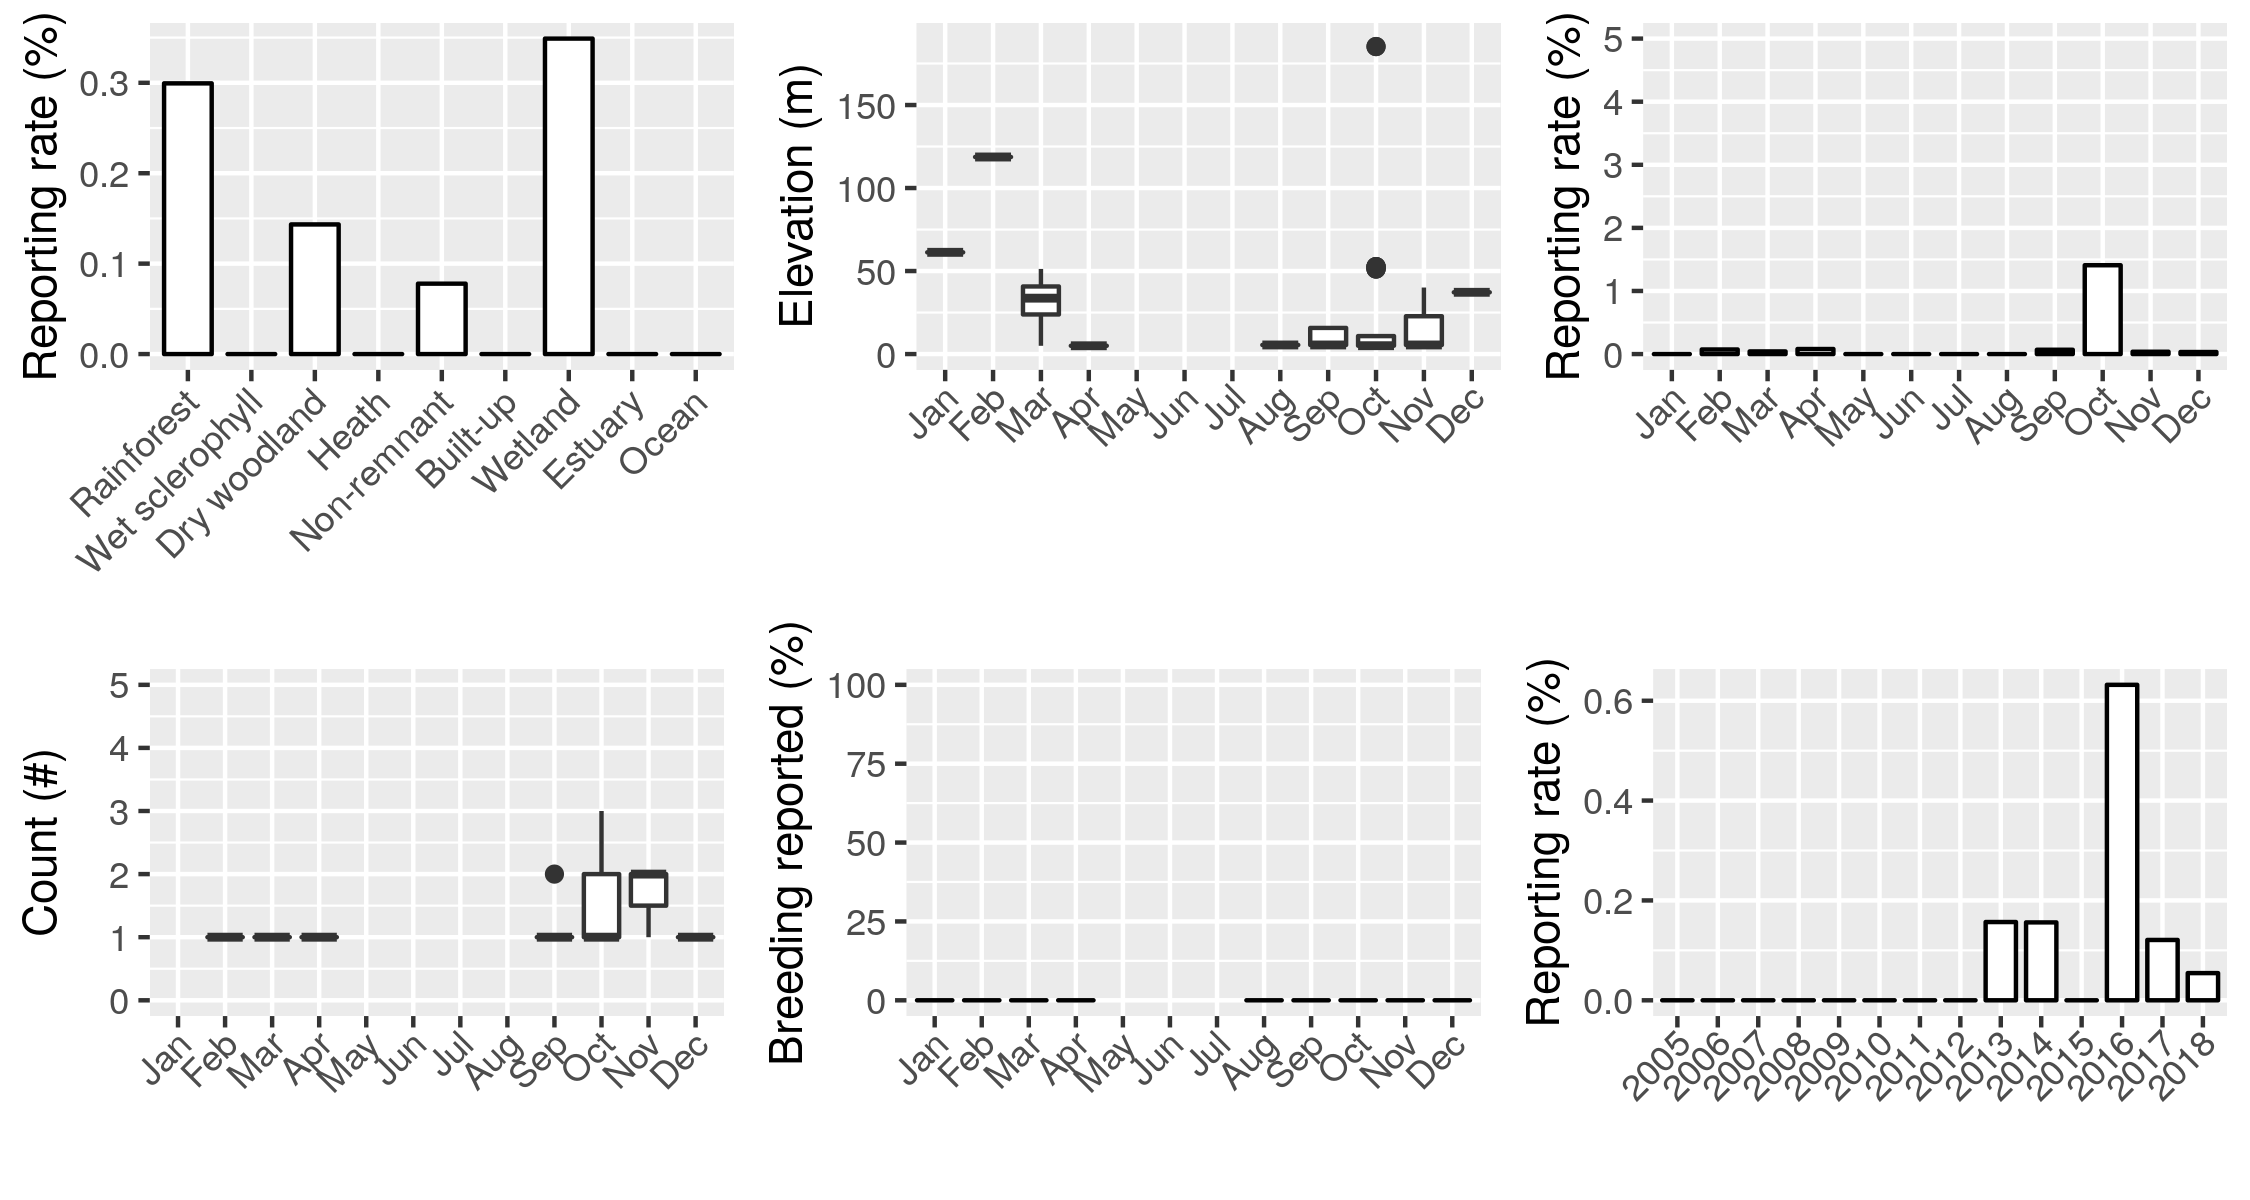 Reporting rate (%)
0.3
0.2
0.1
0.0
Rainforest
Wet sclerophyll
Dry woodland
Heath
Non-remnant
Built-up
Wetland
Estuary
Ocean
Elevation (m)
150
100
50
0
Jan
Feb
Mar
Apr
May
Jun
Jul
Aug
Sep
Oct
Nov
Dec
Reporting rate (%)
5
4
3
2
1
0
Jan
Feb
Mar
Apr
May
Jun
Jul
Aug
Sep
Oct
Nov
Dec
Count (#)
5
4
3
2
1
0
Jan
Feb
Mar
Apr
May
Jun
Jul
Aug
Sep
Oct
Nov
Dec
Breeding reported (%)
100
75
50
25
0
Jan
Feb
Mar
Apr
May
Jun
Jul
Aug
Sep
Oct
Nov
Dec
Reporting rate (%)
0.6
0.4
0.2
0.0
2005
2006
2007
2008
2009
2010
2011
2012
2013
2014
2015
2016
2017
2018